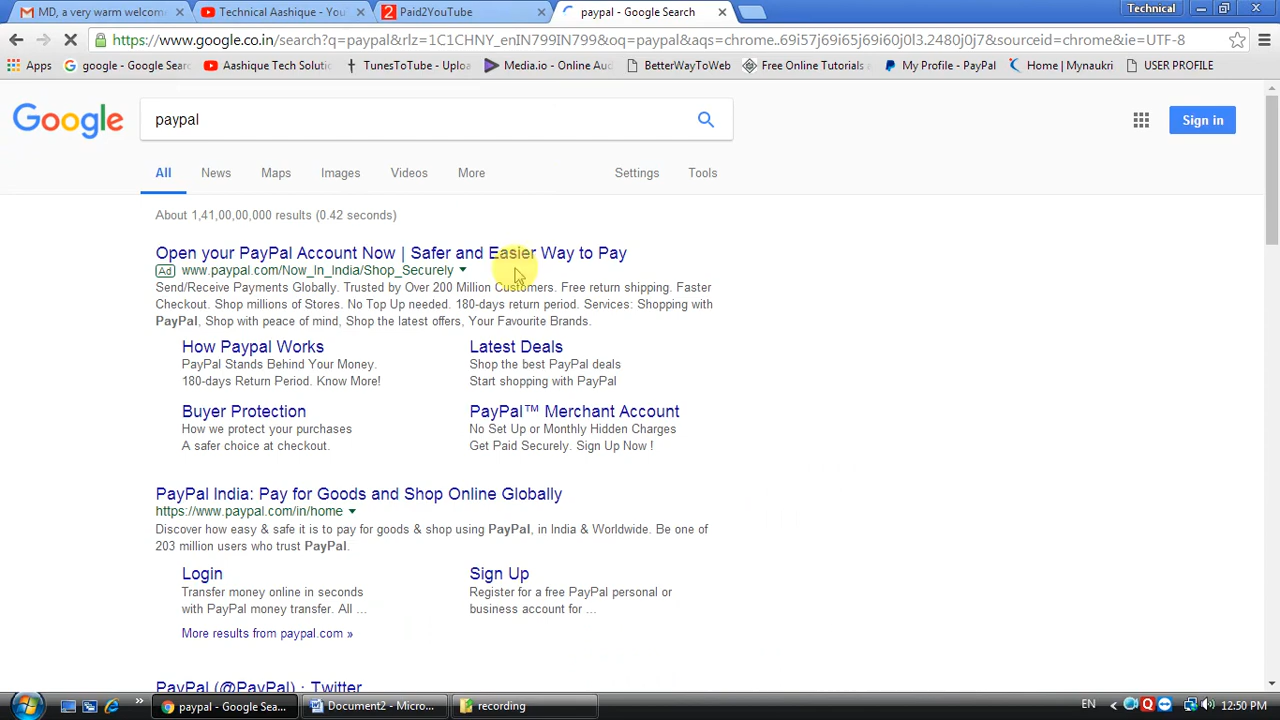 MD, a very warm welcome
Technical Aashique - You
2 Paid2YouTube
paypal - Google Search
Technical
https://www.google.co.in/search?q=paypal&rlz=1C1CHNY_enIN799IN799&oq=paypal&aqs=chrome..69i57j69i65j69i60j0l3.2480j0j7&sourceid=chrome&ie=UTF-8
Apps
google - Google Sear
Aashique Tech Soluti
TunesToTube - Uploa
Media.io - Online Aud
BetterWayToWeb
Free Online Tutorials
My Profile - PayPal
Home | Mynaukri
USER PROFILE
Google
paypal
Sign in
All News Maps Images Videos More Settings Tools
About 1,41,00,00,000 results (0.42 seconds)
Open your PayPal Account Now | Safer and Easier Way to Pay
Ad www.paypal.com/Now_In_India/Shop_Securely
Send/Receive Payments Globally. Trusted by Over 200 Million Customers. Free return shipping. Faster
Checkout. Shop millions of Stores. No Top Up needed. 180-days return period. Services: Shopping with
PayPal, Shop with peace of mind, Shop the latest offers, Your Favourite Brands.
How Paypal Works
PayPal Stands Behind Your Money.
180-days Return Period. Know More!
Latest Deals
Shop the best PayPal deals
Start shopping with PayPal
Buyer Protection
How we protect your purchases
A safer choice at checkout.
PayPal™ Merchant Account
No Set Up or Monthly Hidden Charges
Get Paid Securely. Sign Up Now !
PayPal India: Pay for Goods and Shop Online Globally
https://www.paypal.com/in/home
Discover how easy & safe it is to pay for goods & shop using PayPal, in India & Worldwide. Be one of
203 million users who trust PayPal.
Login
Transfer money online in seconds
with PayPal money transfer. All ...
Sign Up
Register for a free PayPal personal or
business account for ...
More results from paypal.com »
PayPal (@PayPal) · Twitter
paypal - Google Sea...
Document2 - Micro...
recording
EN
12:50 PM